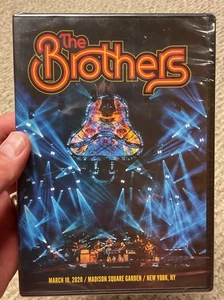 The
Brothers
MARCH 10, 2020 / MADISON SQUARE GARDEN / NEW YORK, NY